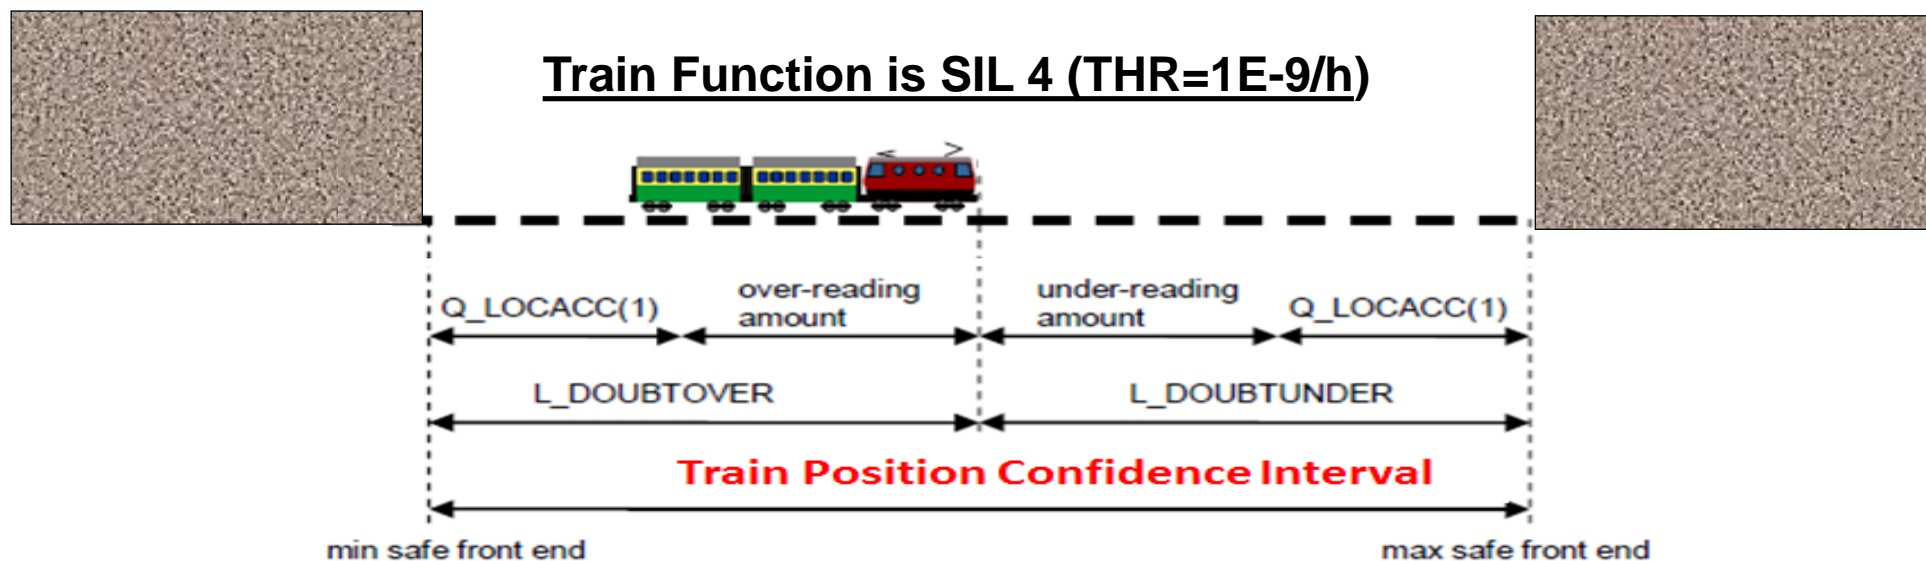 Train Function is SIL 4 (THR=1E-9/h)
< >
Q_LOCACC(1)
over-reading
amount
under-reading
amount
Q_LOCACC(1)
L_DOUBTOVER
L_DOUBTUNDER
Train Position Confidence Interval
min safe front end
max safe front end